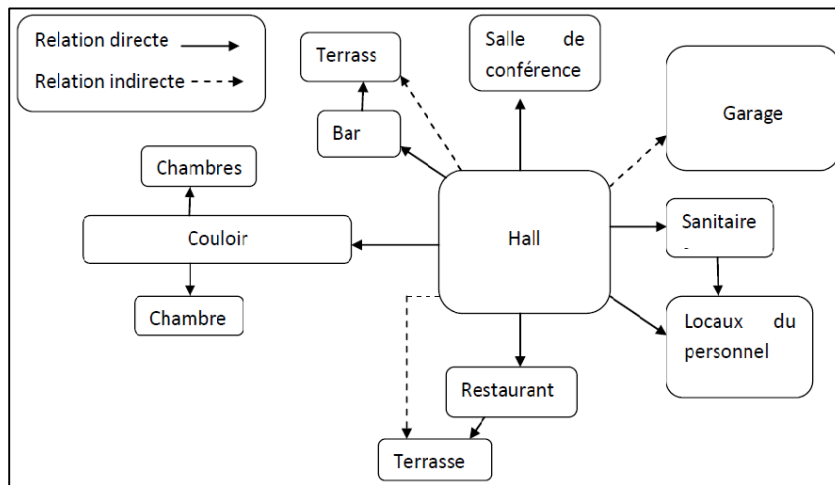 Relation directe
Relation indirecte
Terrass
Salle de
conférence
Garage
Bar
Chambres
Couloir
Hall
Sanitaire
Chambre
Locaux du
personnel
Restaurant
Terrasse